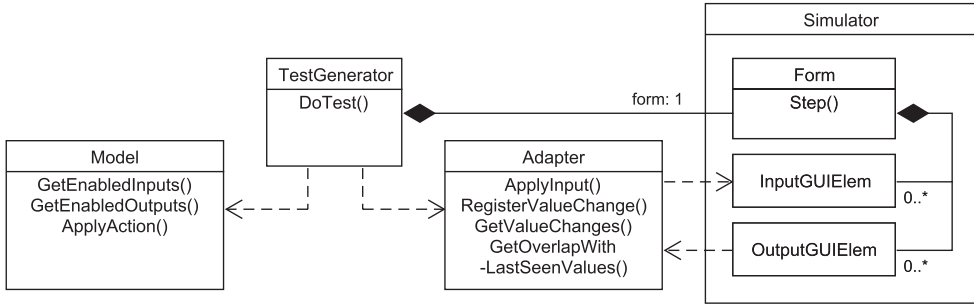 Simulator
TestGenerator
DoTest()
form: 1
Form
Step()
Model
GetEnabledInputs()
GetEnabledOutputs()
ApplyAction()
Adapter
ApplyInput()
RegisterValueChange()
GetValueChanges()
GetOverlapWith
-LastSeenValues()
InputGUIElem
0..*
OutputGUIElem
0..*